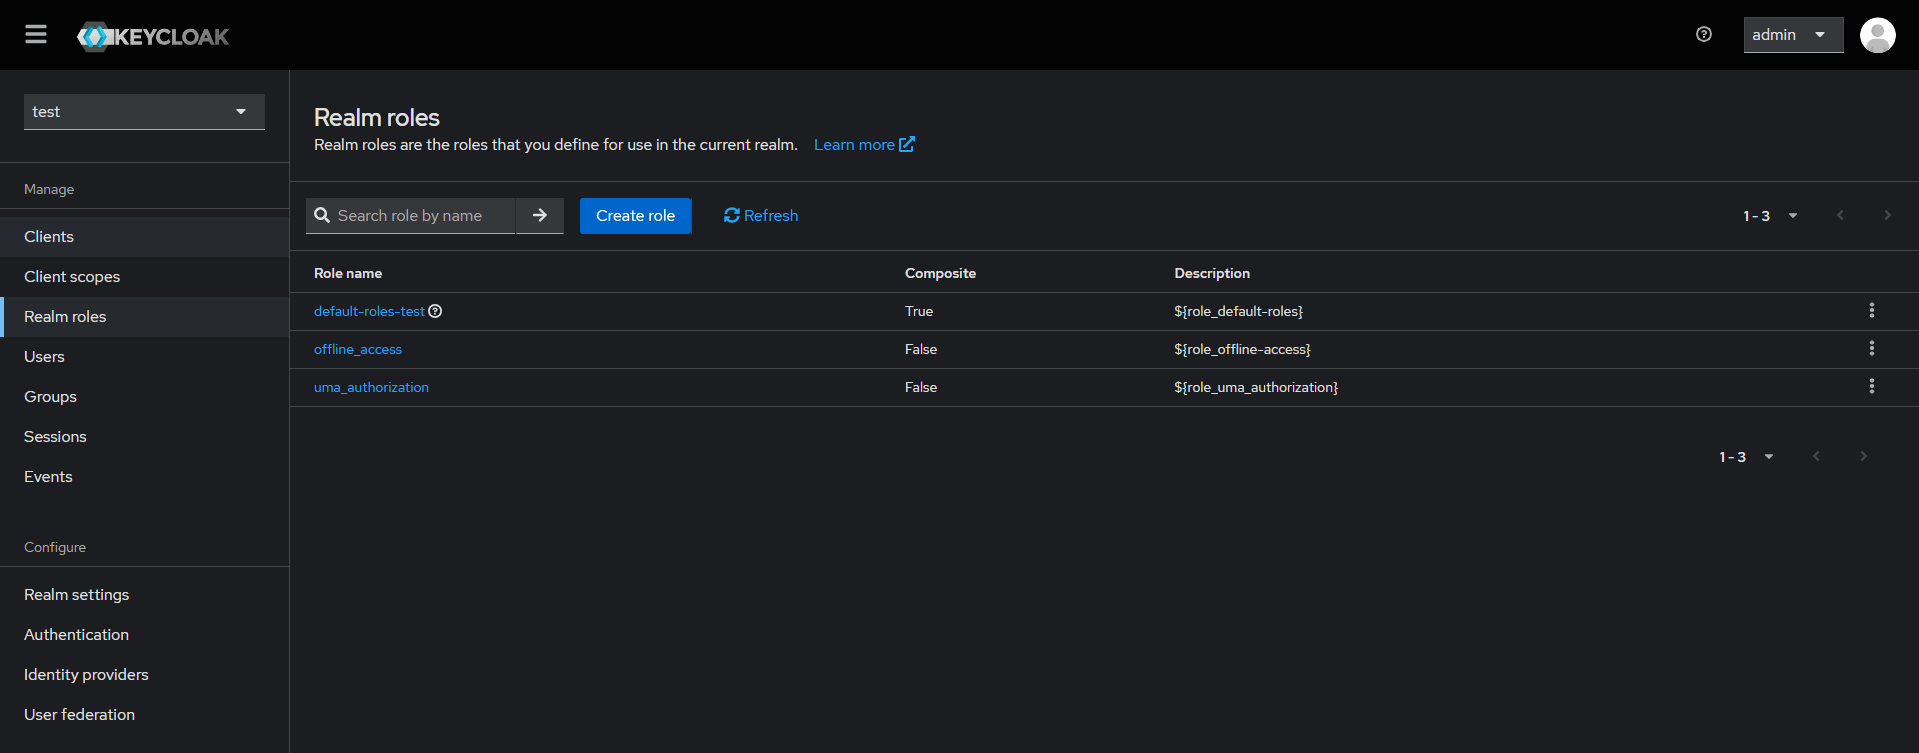 KEYCLOAK
admin
test
Manage
Clients
Client scopes
Realm roles
Users
Groups
Sessions
Events
Configure
Realm settings
Authentication
Identity providers
User federation
Realm roles
Realm roles are the roles that you define for use in the current realm. Learn more
Search role by name Create role Refresh 1 - 3
Role name Composite Description
default-roles-test True ${role_default-roles}
offline_access False ${role_offline-access}
uma_authorization False ${role_uma_authorization}
1 - 3